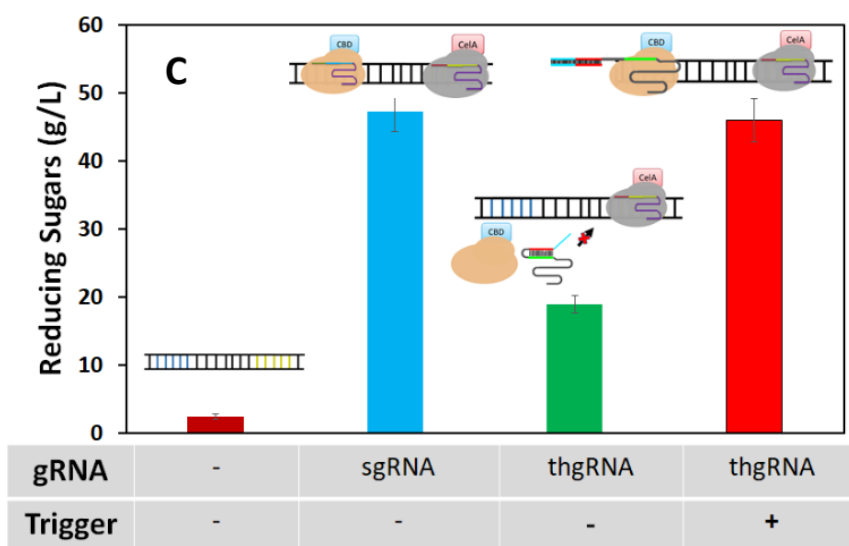 Reducing Sugars (g/L)
60
50
40
30
20
10
0
C
CBD
CelA
CBD
CelA
CelA
CBD
gRNA - sgRNA thgRNA thgRNA
Trigger - - - +